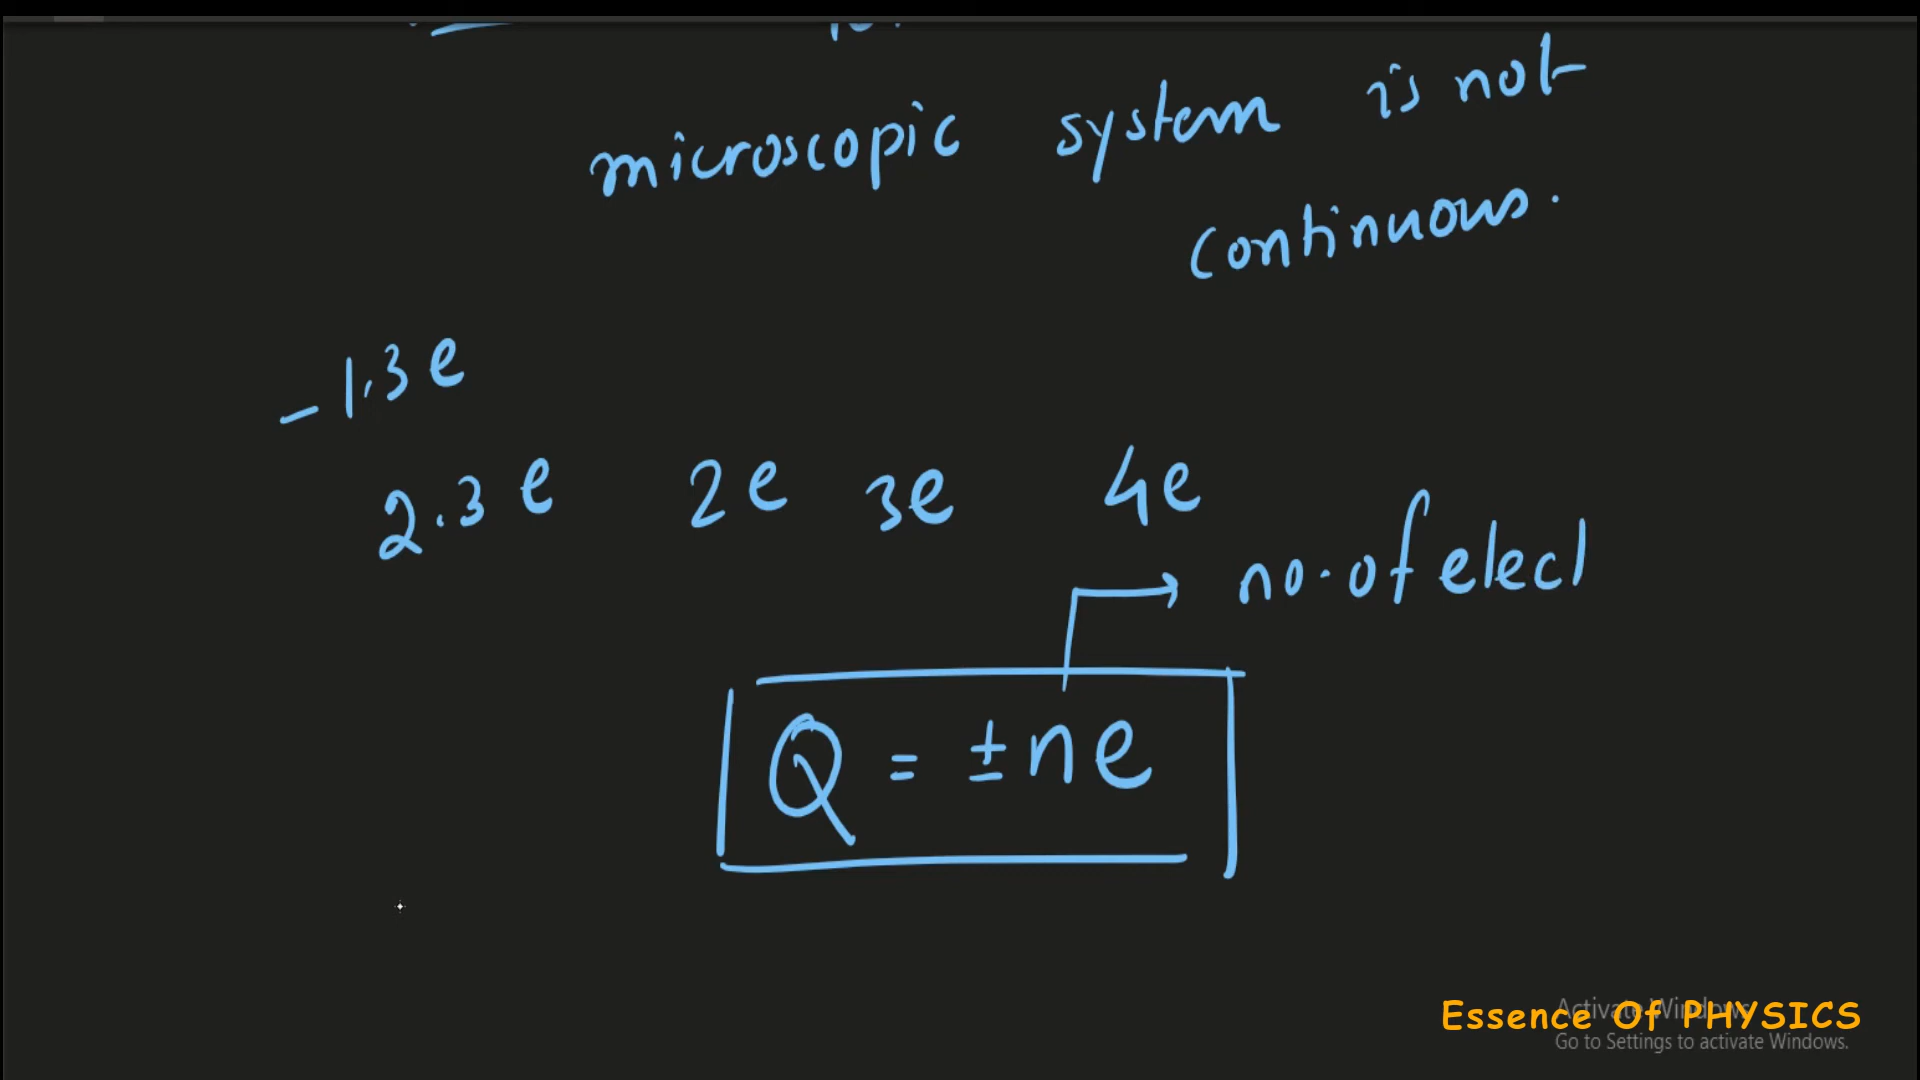 microscopic system is not
continuous.
-1.3e
2.3e 2e 3e 4e
no. of elecl
Q = ±ne
Essence Of PHYSICS
Activate Windows
Go to Settings to activate Windows.